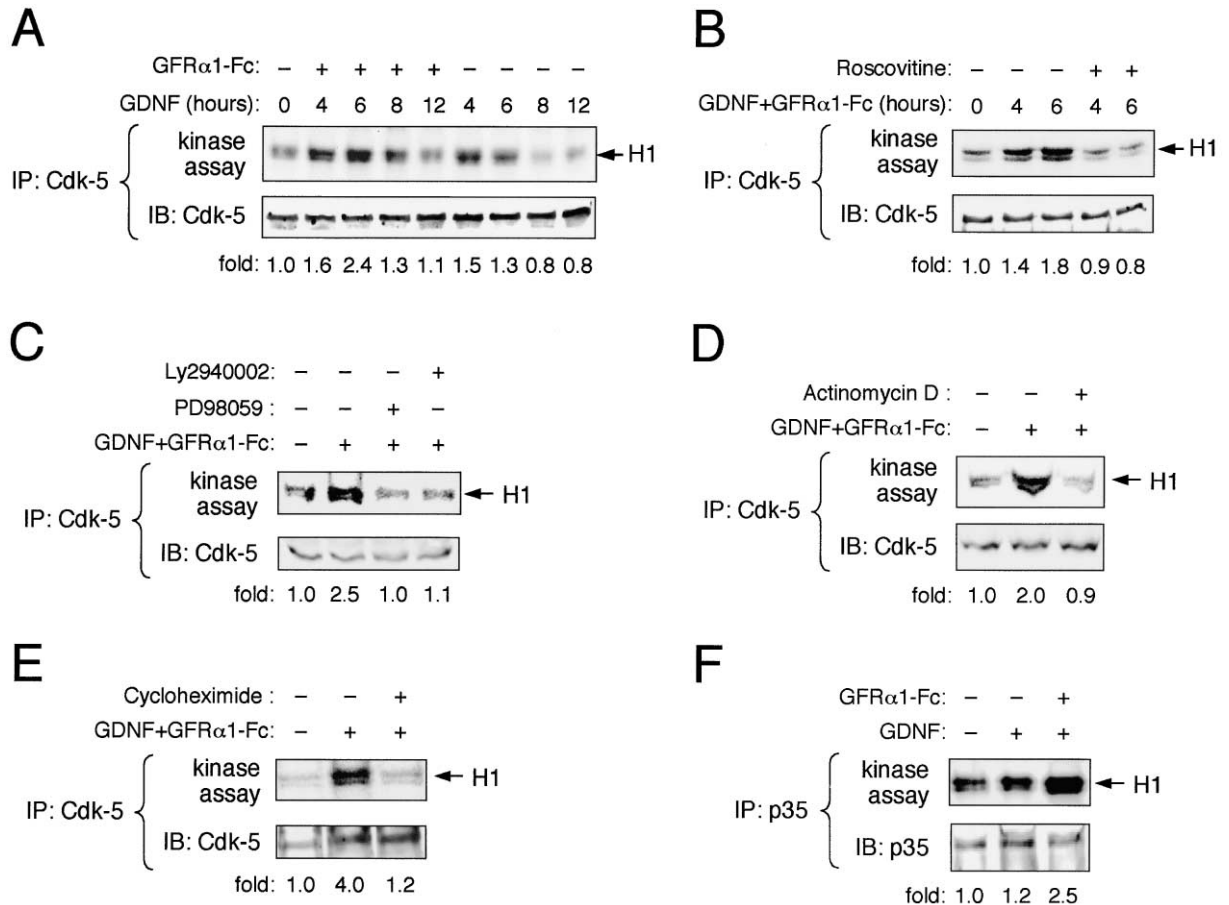 A
GFRα1-Fc: – + + + + – – – –
GDNF (hours): 0 4 6 8 12 4 6 8 12
IP: Cdk-5
kinase assay
H1
IB: Cdk-5
fold: 1.0 1.6 2.4 1.3 1.1 1.5 1.3 0.8 0.8
B
Roscovitine: – – – + +
GDNF+GFRα1-Fc (hours): 0 4 6 4 6
IP: Cdk-5
kinase assay
H1
IB: Cdk-5
fold: 1.0 1.4 1.8 0.9 0.8
C
Ly2940002: – – – +
PD98059 : – – + –
GDNF+GFRα1-Fc: – + + +
IP: Cdk-5
kinase assay
H1
IB: Cdk-5
fold: 1.0 2.5 1.0 1.1
D
Actinomycin D : – – +
GDNF+GFRα1-Fc: – + +
IP: Cdk-5
kinase assay
H1
IB: Cdk-5
fold: 1.0 2.0 0.9
E
Cycloheximide : – – +
GDNF+GFRα1-Fc: – + +
IP: Cdk-5
kinase assay
H1
IB: Cdk-5
fold: 1.0 4.0 1.2
F
GFRα1-Fc: – – +
GDNF: – + +
IP: p35
kinase assay
H1
IB: p35
fold: 1.0 1.2 2.5